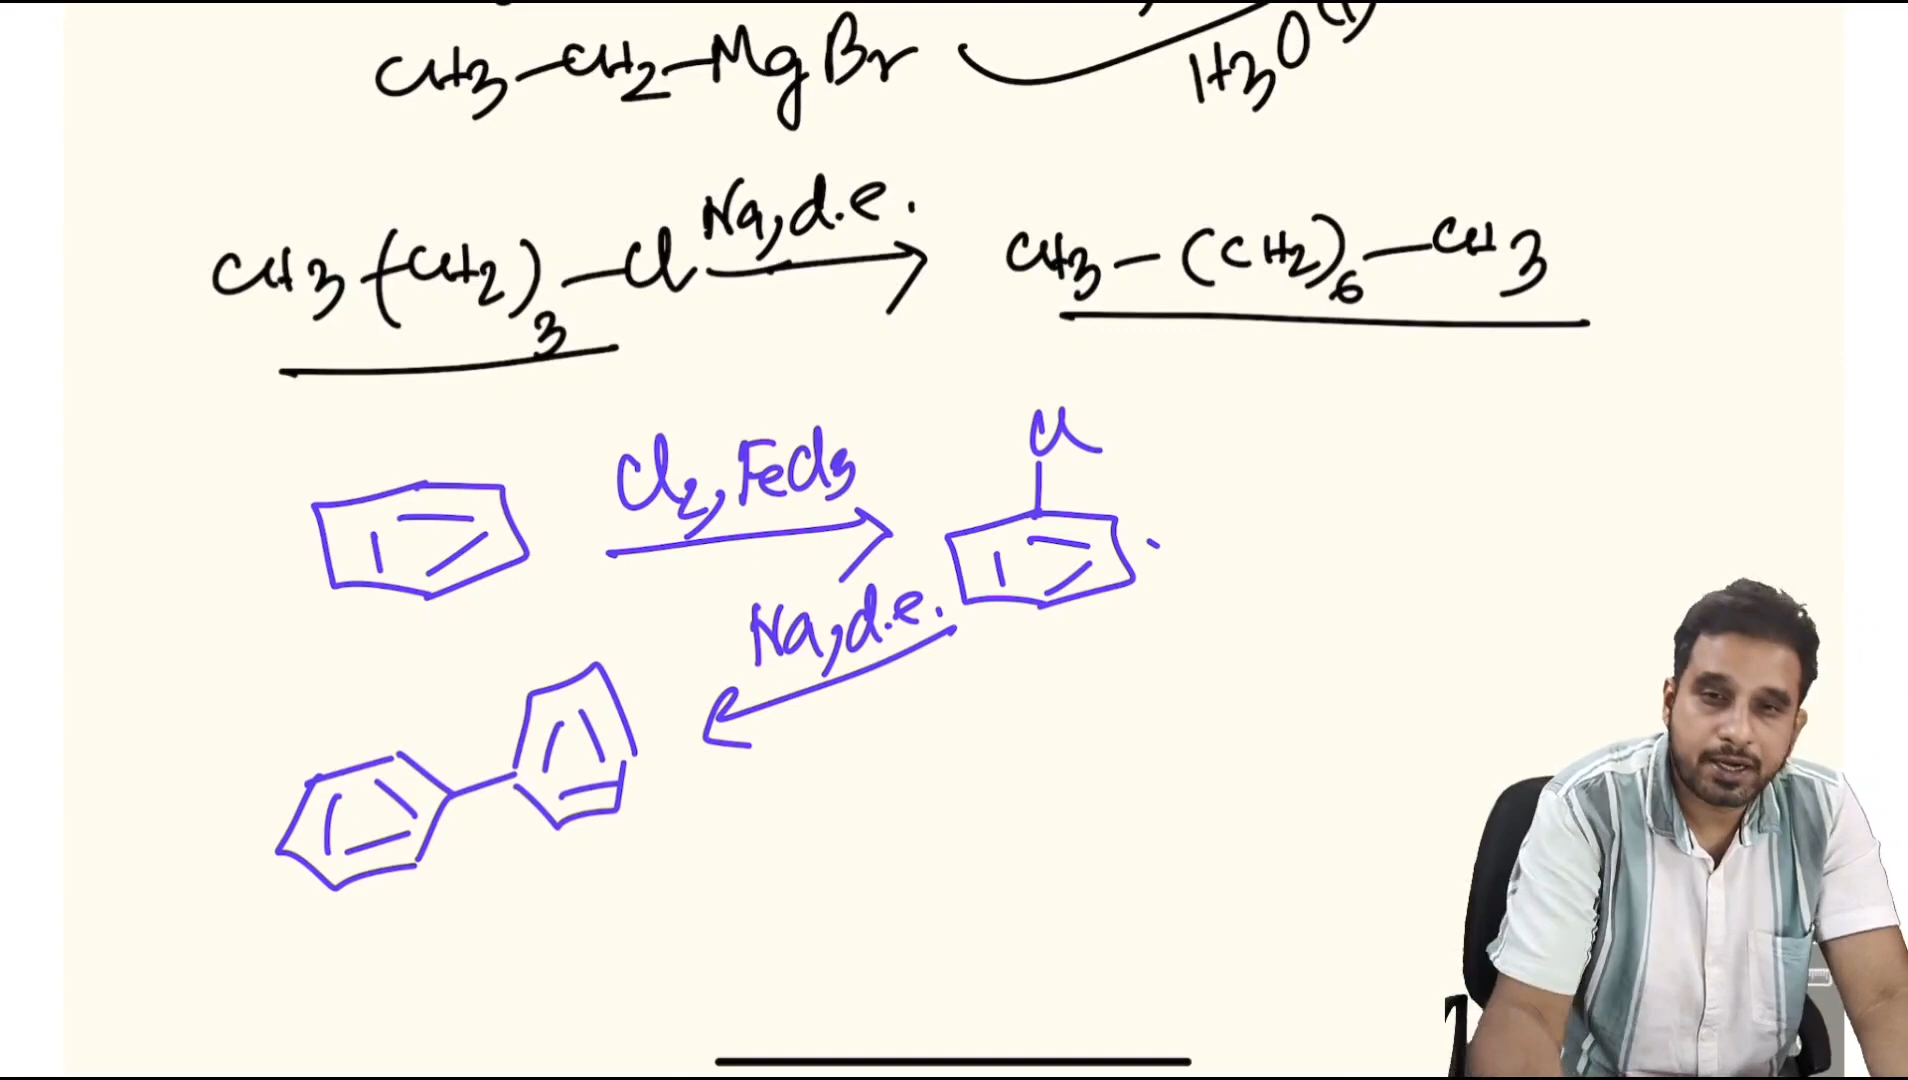 H3O(+)
CH3-CH2-MgBr
Na, d.e.
CH3-(CH2)3-Cl CH3-(CH2)6-CH3
Cl
Cl2, FeCl3
Na, d.e.